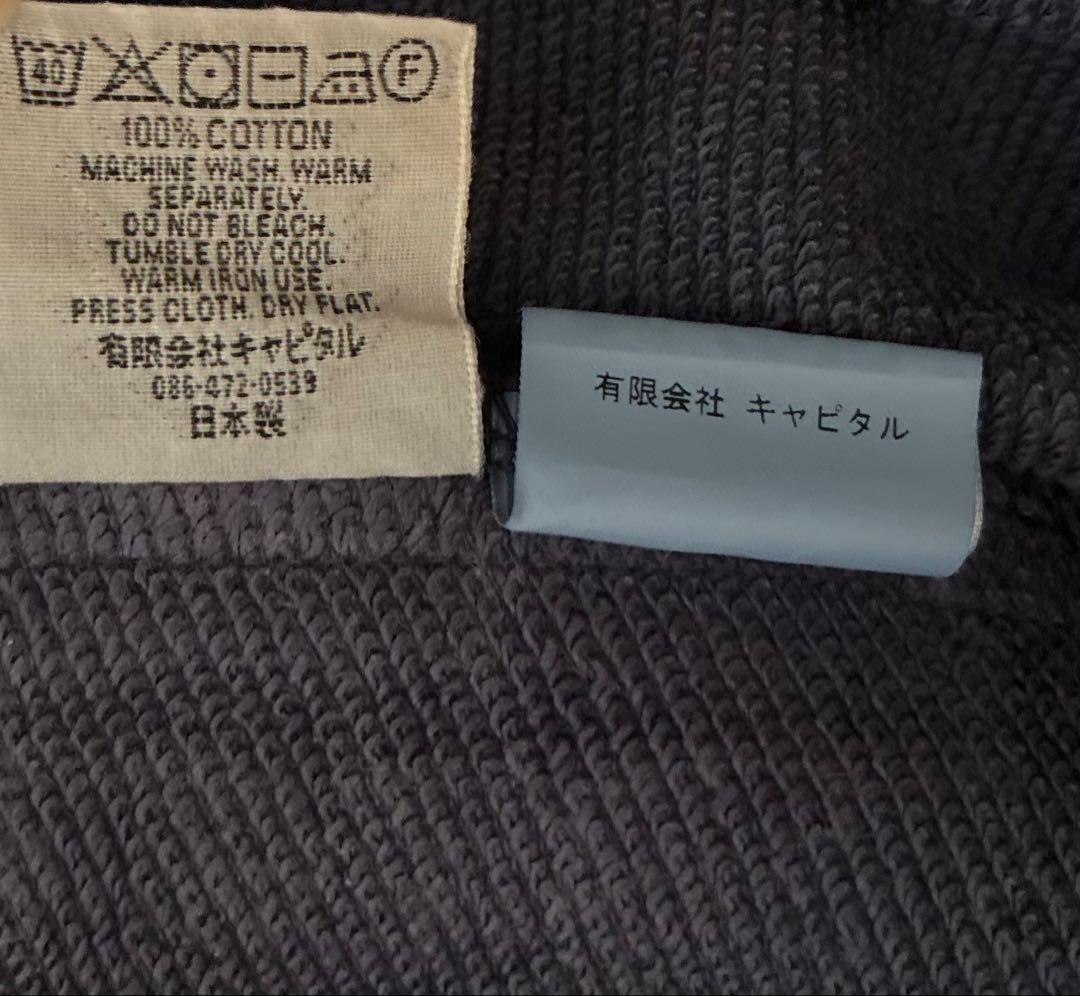 40 F
100% COTTON
MACHINE WASH. WARM
SEPARATELY.
DO NOT BLEACH.
TUMBLE DRY COOL.
WARM IRON USE.
PRESS CLOTH. DRY FLAT.
有限会社キャピタル
086-472-0539
日本製
有限会社 キャピタル